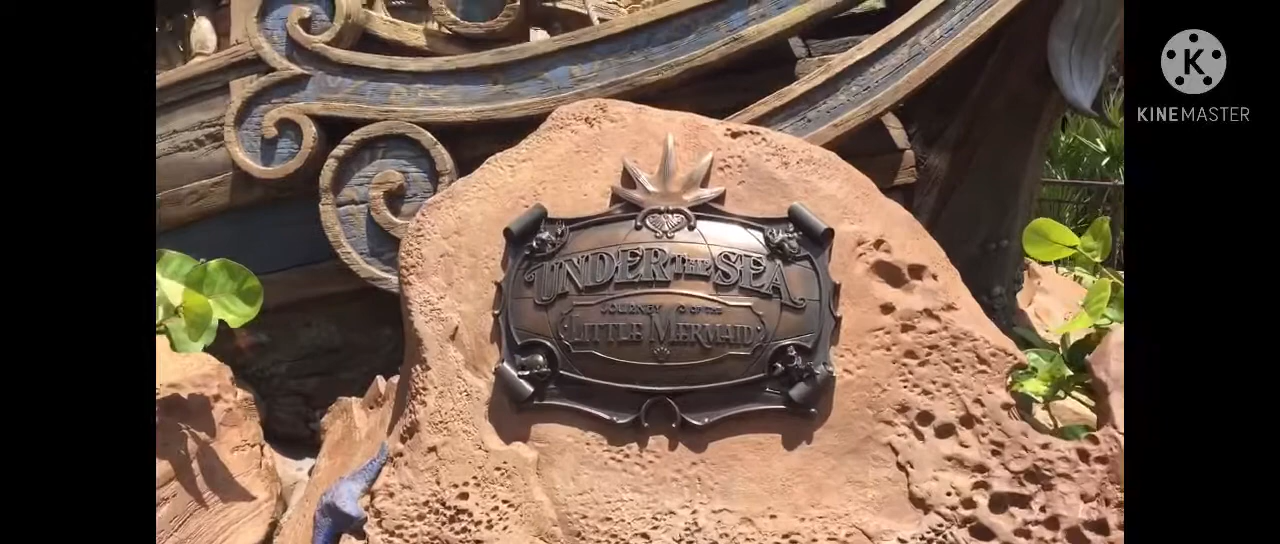 UNDER THE SEA
JOURNEY OF THE
LITTLE MERMAID
K
KINEMASTER